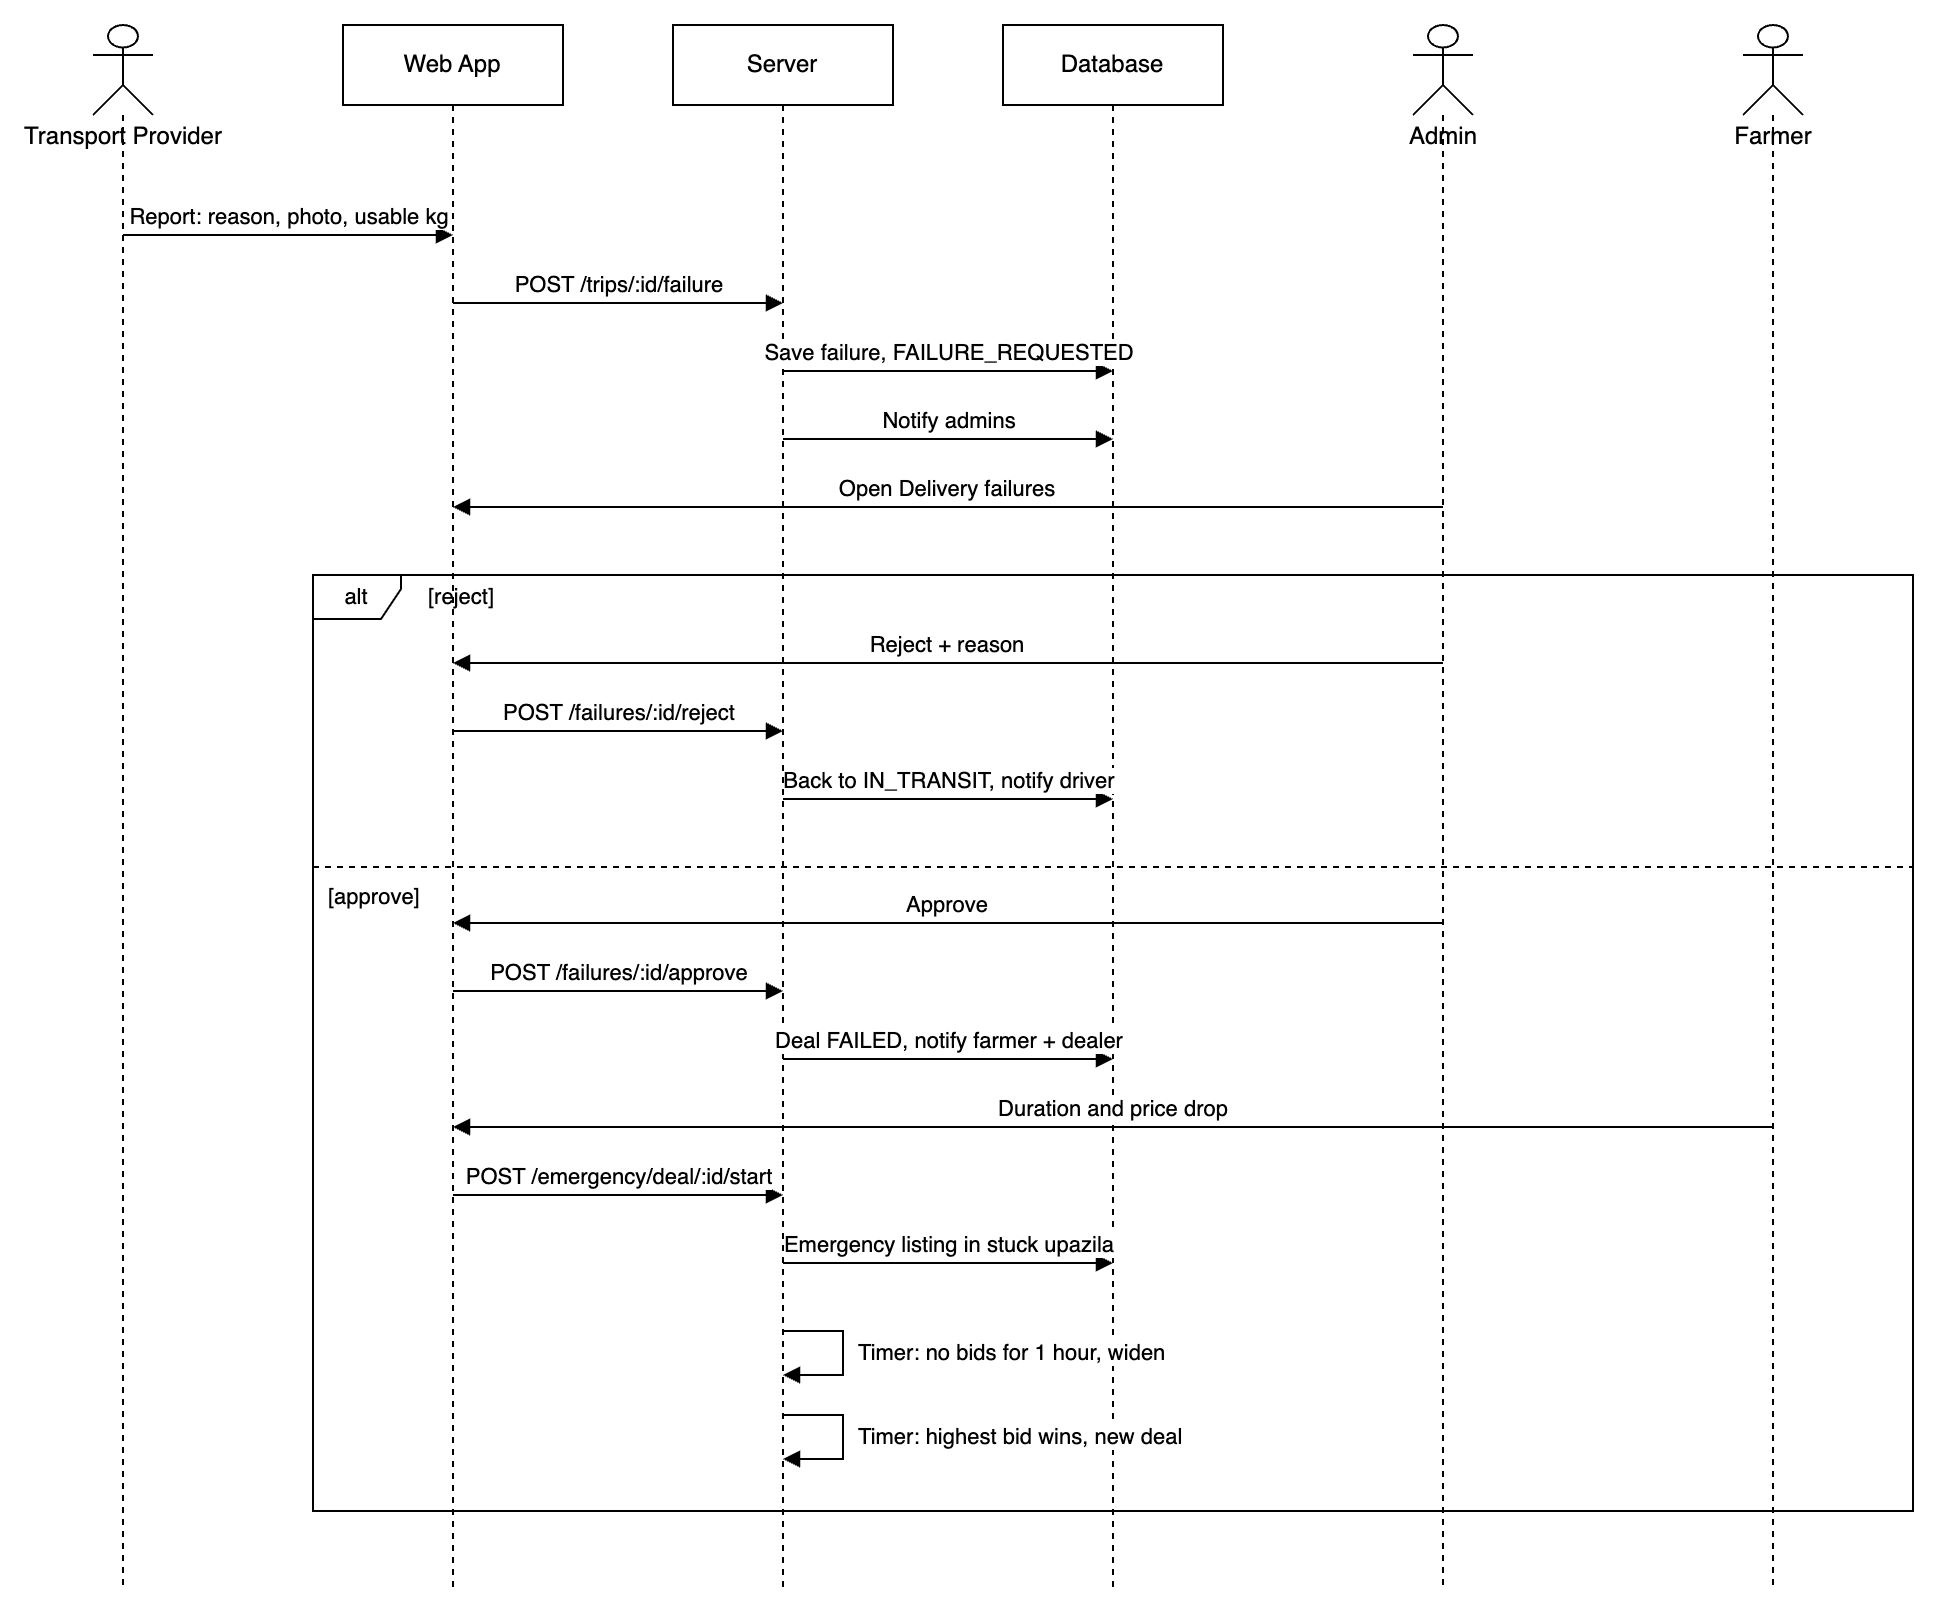 Transport Provider
Web App
Server
Database
Admin
Farmer
Report: reason, photo, usable kg
POST /trips/:id/failure
Save failure, FAILURE_REQUESTED
Notify admins
Open Delivery failures
alt
[reject]
Reject + reason
POST /failures/:id/reject
Back to IN_TRANSIT, notify driver
[approve]
Approve
POST /failures/:id/approve
Deal FAILED, notify farmer + dealer
Duration and price drop
POST /emergency/deal/:id/start
Emergency listing in stuck upazila
Timer: no bids for 1 hour, widen
Timer: highest bid wins, new deal